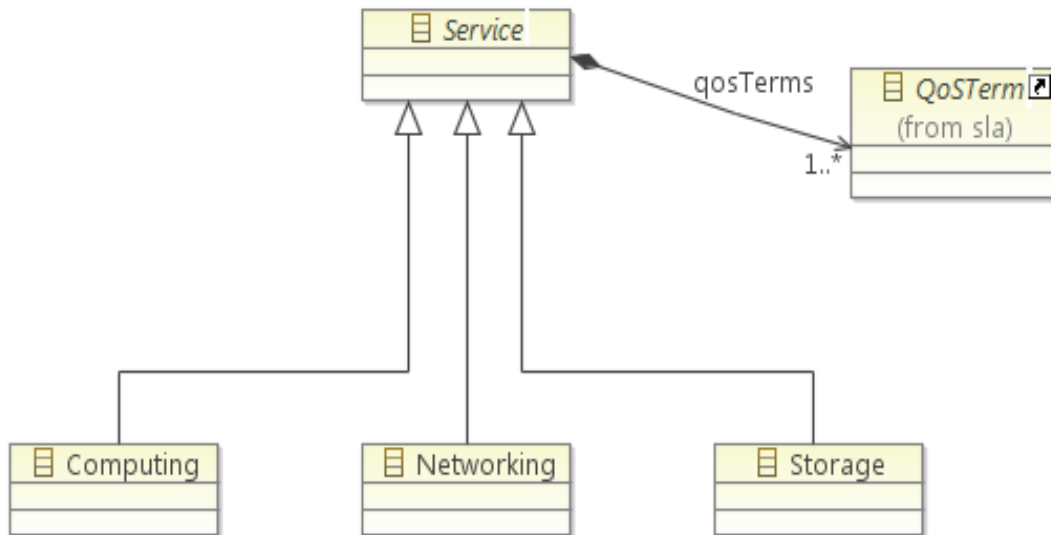 Service
qosTerms
QoSTerm
(from sla)
1..*
Computing
Networking
Storage